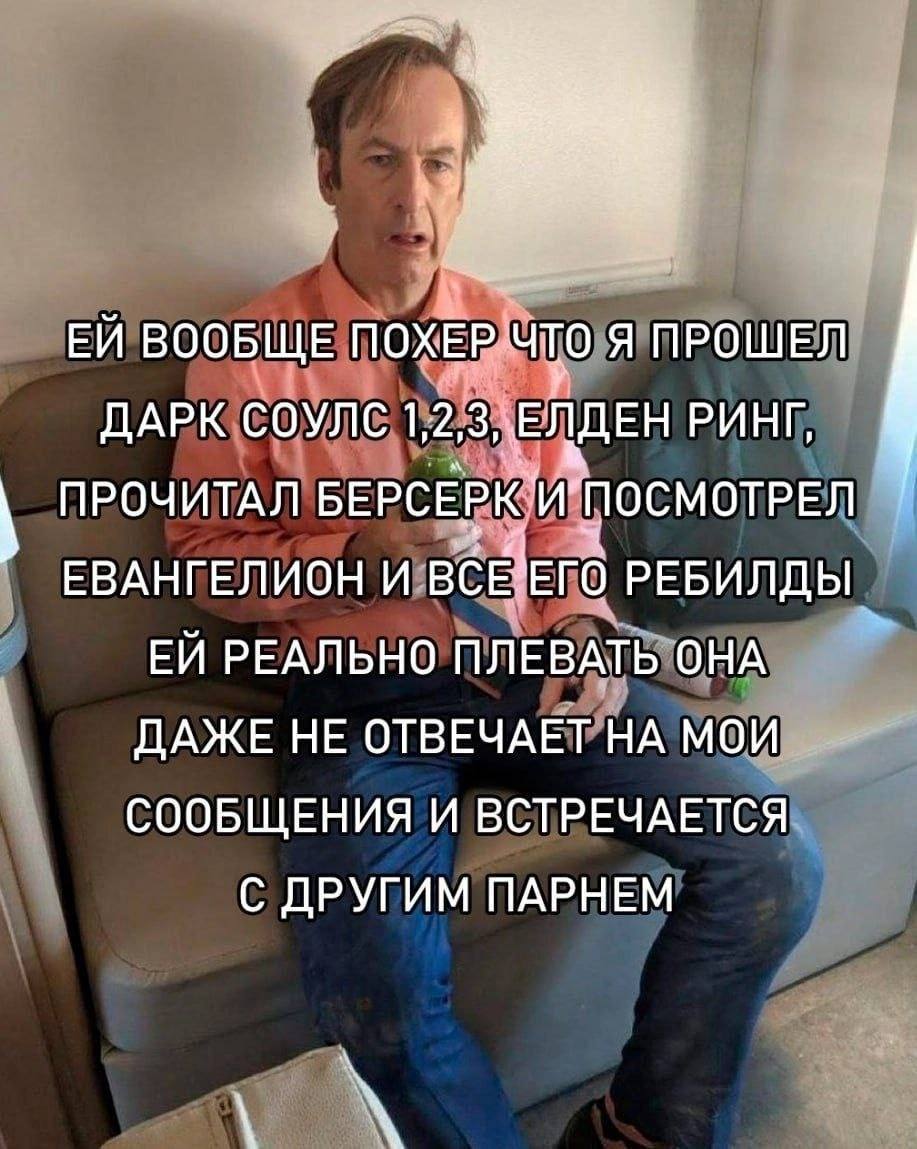 ЕЙ ВООБЩЕ ПОХЕР ЧТО Я ПРОШЕЛ
ДАРК СОУЛС 1,2,3, ЕЛДЕН РИНГ,
ПРОЧИТАЛ БЕРСЕРК И ПОСМОТРЕЛ
ЕВАНГЕЛИОН И ВСЕ ЕГО РЕБИЛДЫ
ЕЙ РЕАЛЬНО ПЛЕВАТЬ ОНА
ДАЖЕ НЕ ОТВЕЧАЕТ НА МОИ
СООБЩЕНИЯ И ВСТРЕЧАЕТСЯ
С ДРУГИМ ПАРНЕМ